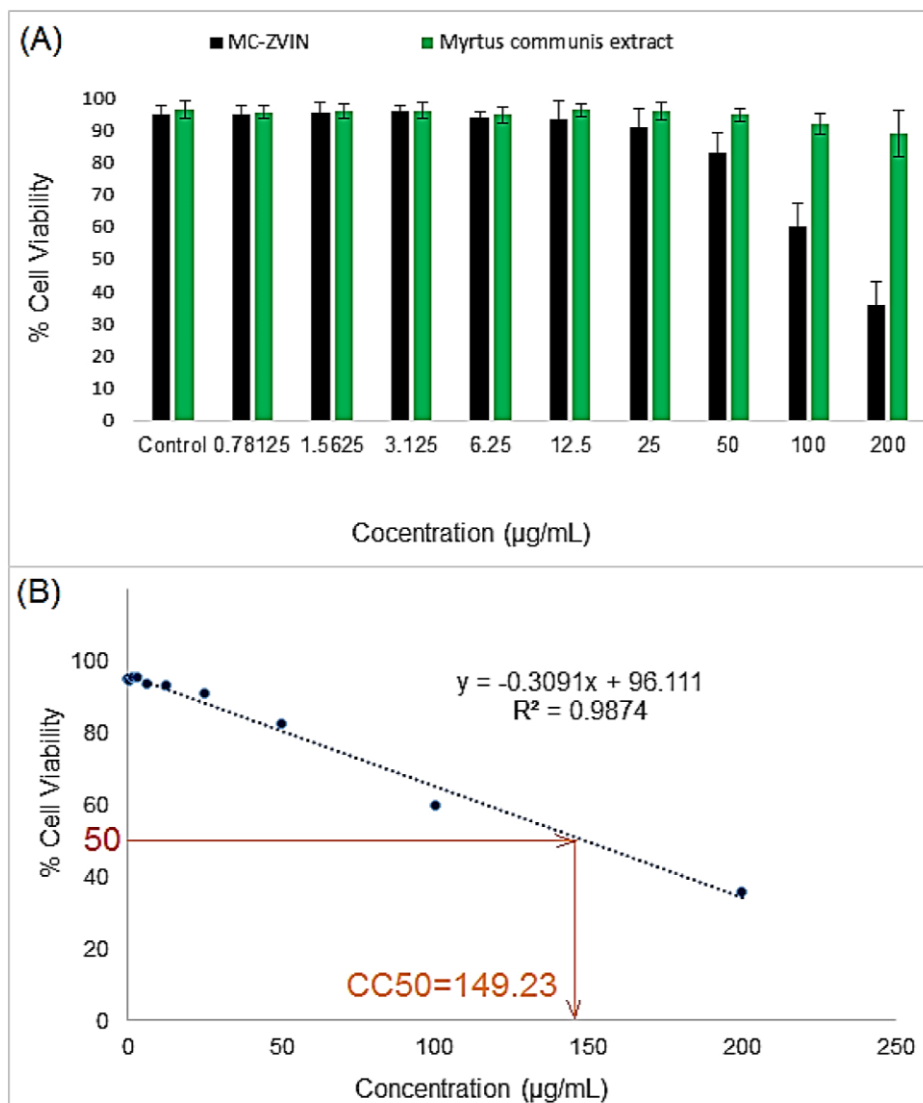 (A)
MC-ZVIN Myrtus communis extract
100
90
80
70
60
50
40
30
20
10
0
% Cell Viability
Control 0.78125 1.5625 3.125 6.25 12.5 25 50 100 200
Cocentration (µg/mL)
(B)
100
80
60
50
40
20
0
% Cell Viability
y = -0.3091x + 96.111
R² = 0.9874
CC50=149.23
0 50 100 150 200 250
Concentration (µg/mL)